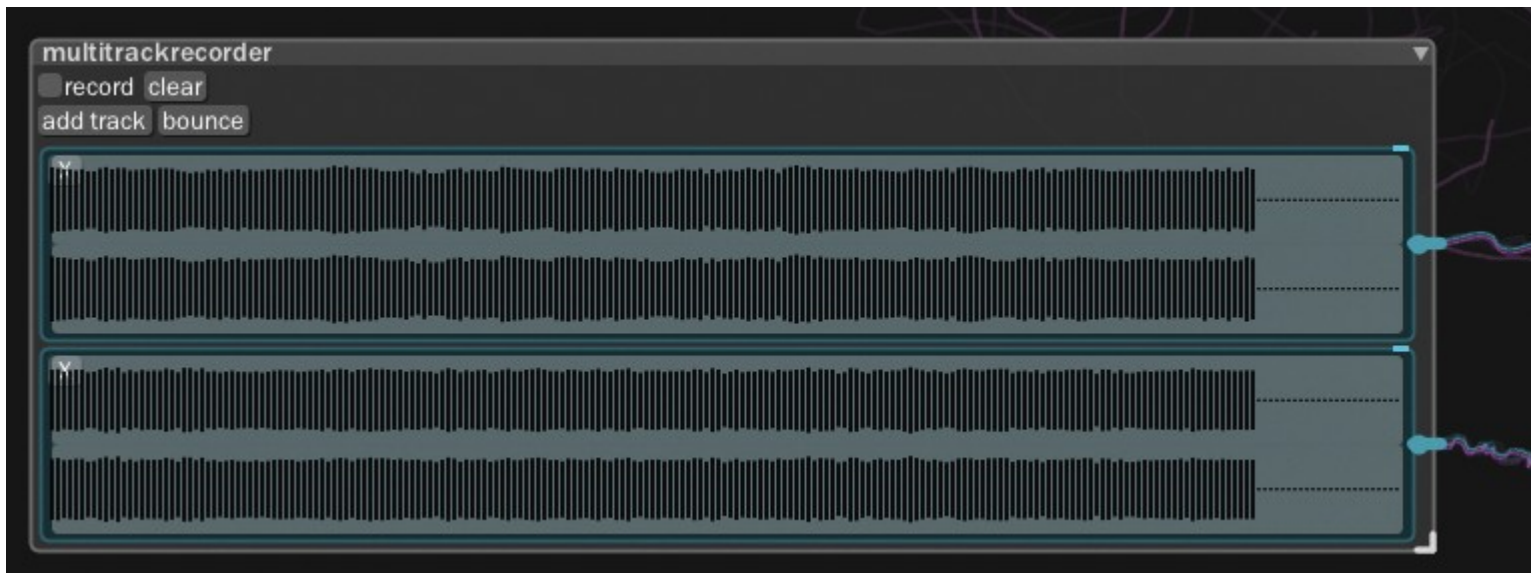 multitrackrecorder
record clear
add track bounce
X
X